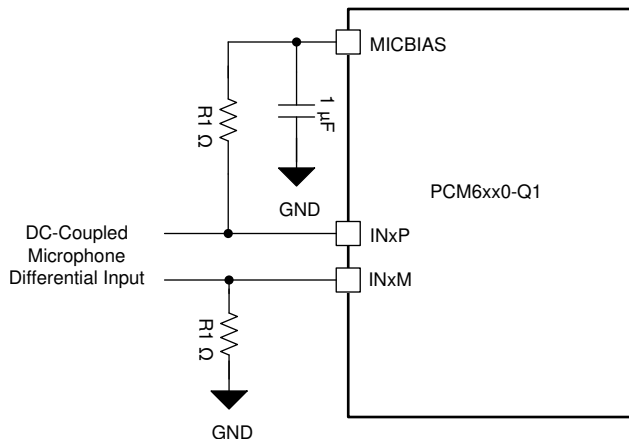 MICBIAS
R1 Ω
1 µF
GND
PCM6xx0-Q1
DC-Coupled
Microphone
Differential Input
INxP
INxM
R1 Ω
GND